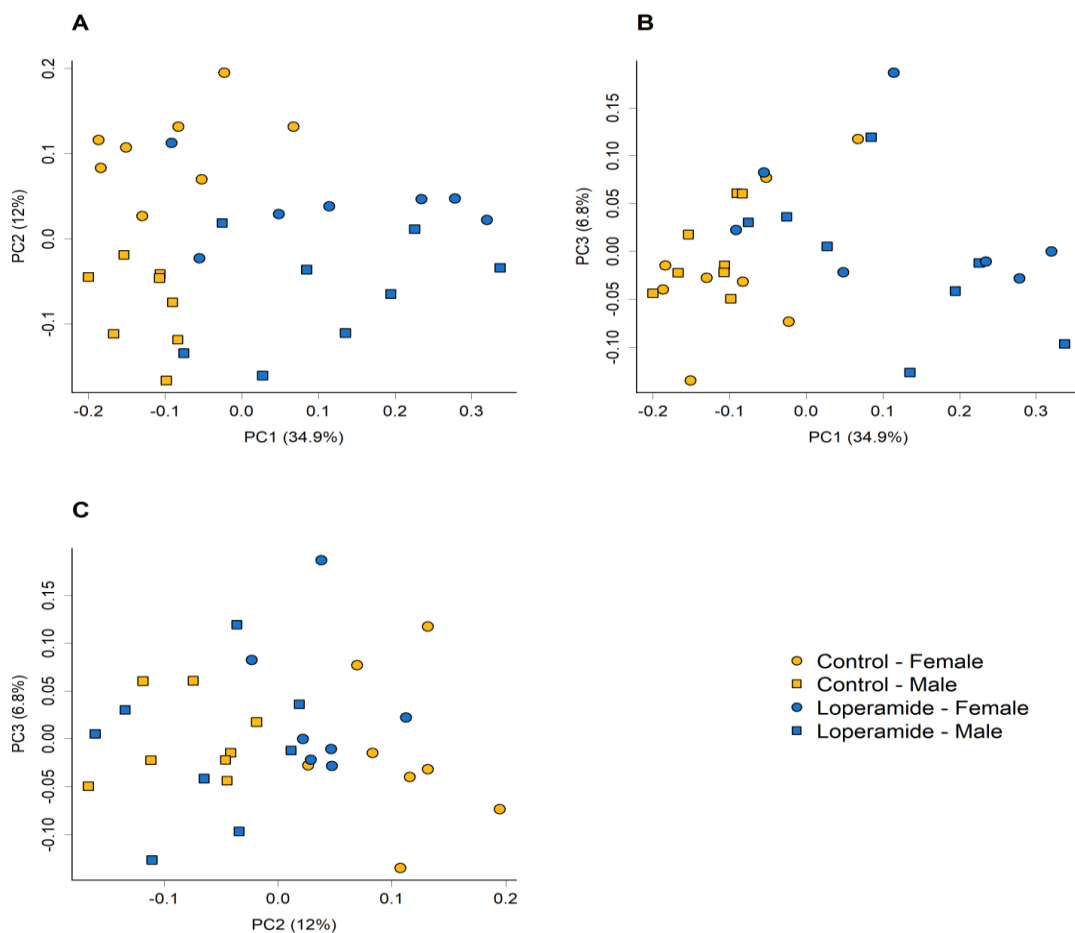 A
0.2
0.1
0.0
-0.1
PC2 (12%)
-0.2 -0.1 0.0 0.1 0.2 0.3
PC1 (34.9%)
B
0.15
0.10
0.05
0.00
-0.05
-0.10
PC3 (6.8%)
-0.2 -0.1 0.0 0.1 0.2 0.3
PC1 (34.9%)
C
0.15
0.10
0.05
0.00
-0.05
-0.10
PC3 (6.8%)
-0.1 0.0 0.1 0.2
PC2 (12%)
Control - Female
Control - Male
Loperamide - Female
Loperamide - Male